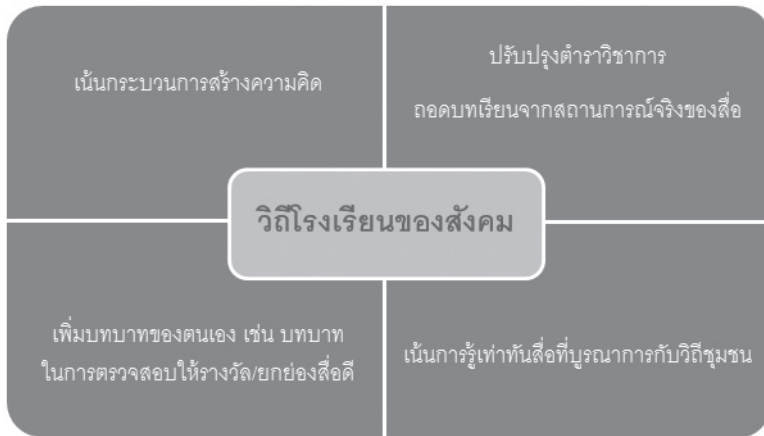 เน้นกระบวนการสร้างความคิด
ปรับปรุงตำราวิชาการ
ถอดบทเรียนจากสถานการณ์จริงของสื่อ
วิถีโรงเรียนของสังคม
เพิ่มบทบาทของตนเอง เช่น บทบาท
ในการตรวจสอบให้รางวัล/ยกย่องสื่อดี
เน้นการรู้เท่าทันสื่อที่บูรณาการกับวิถีชุมชน